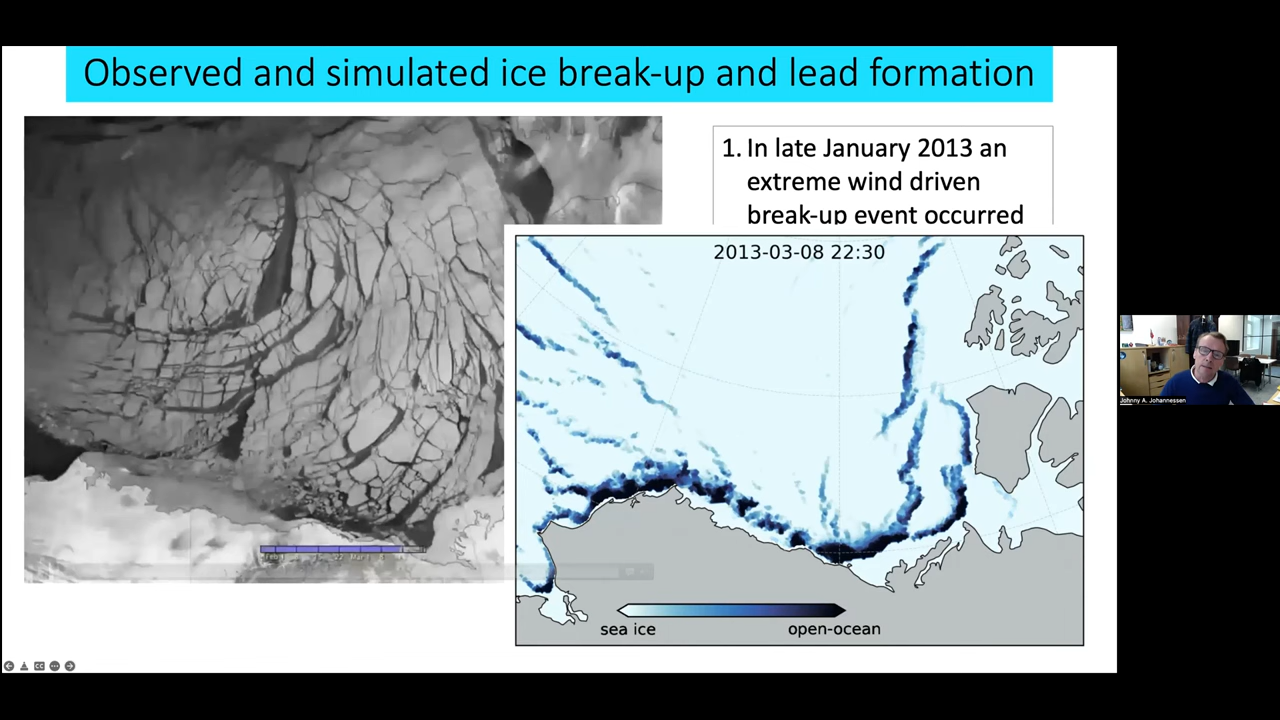 Observed and simulated ice break-up and lead formation
1. In late January 2013 an
extreme wind driven
break-up event occurred
2013-03-08 22:30
sea ice
open-ocean
Johnny A. Johannessen